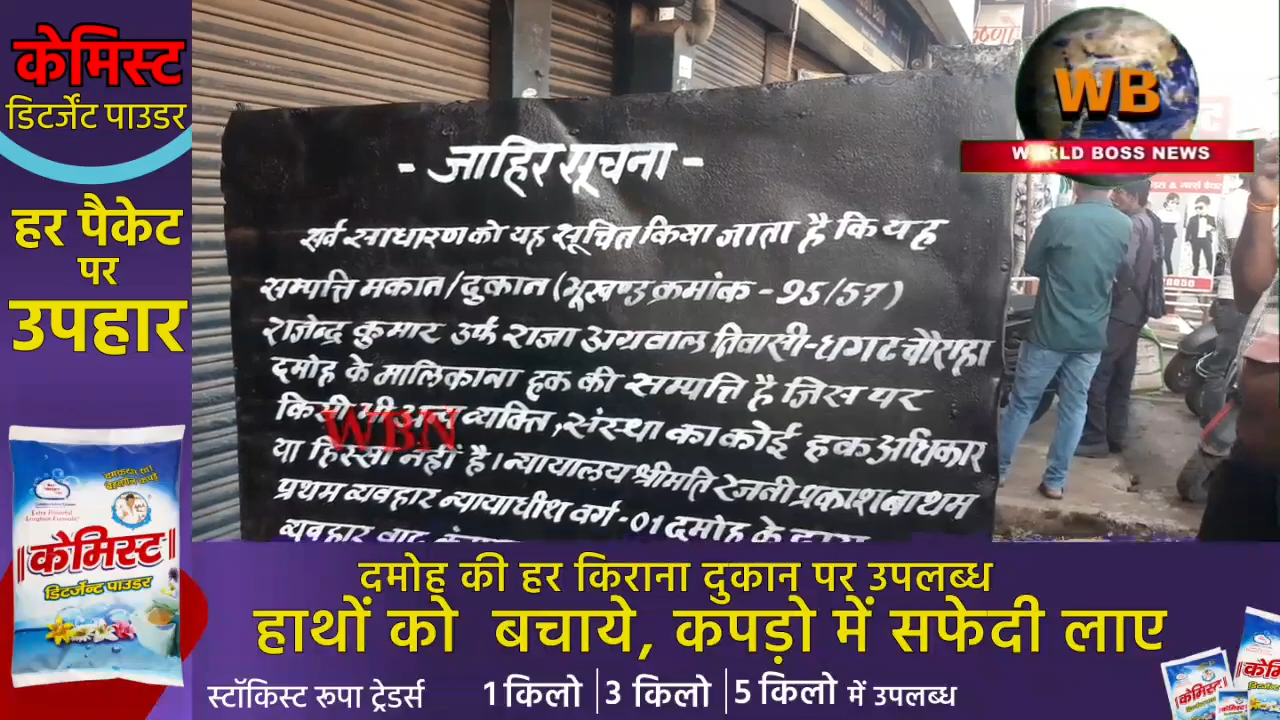 केमिस्ट
डिटर्जेंट पाउडर
हर पैकेट
पर
उपहार
केमिस्ट
डिटर्जेन्ट पाउडर
WB
WORLD BOSS NEWS
- जाहिर सूचना -
सर्व साधारण को यह सूचित किया जाता है कि यह
सम्पत्ति मकान/दुकान (भूखण्ड क्रमांक - 95/57)
राजेन्द्र कुमार उर्फ राजा अग्रवाल निवासी-धगट चौराहा
दमोह के मालिकाना हक की सम्पत्ति है जिस पर
किसी भी अन्य व्यक्ति, संस्था का कोई हक अधिकार
या हिस्सा नहीं है। न्यायालय श्रीमति रजनी प्रकाश बाथम
प्रथम व्यवहार न्यायाधीश वर्ग-01 दमोह के द्वारा
व्यवहार वाद
WBN
दमोह की हर किराना दुकान पर उपलब्ध
हाथों को बचाये, कपड़ो में सफेदी लाए
स्टॉकिस्ट रूपा ट्रेडर्स 1 किलो | 3 किलो | 5 किलो में उपलब्ध
केमिस्ट